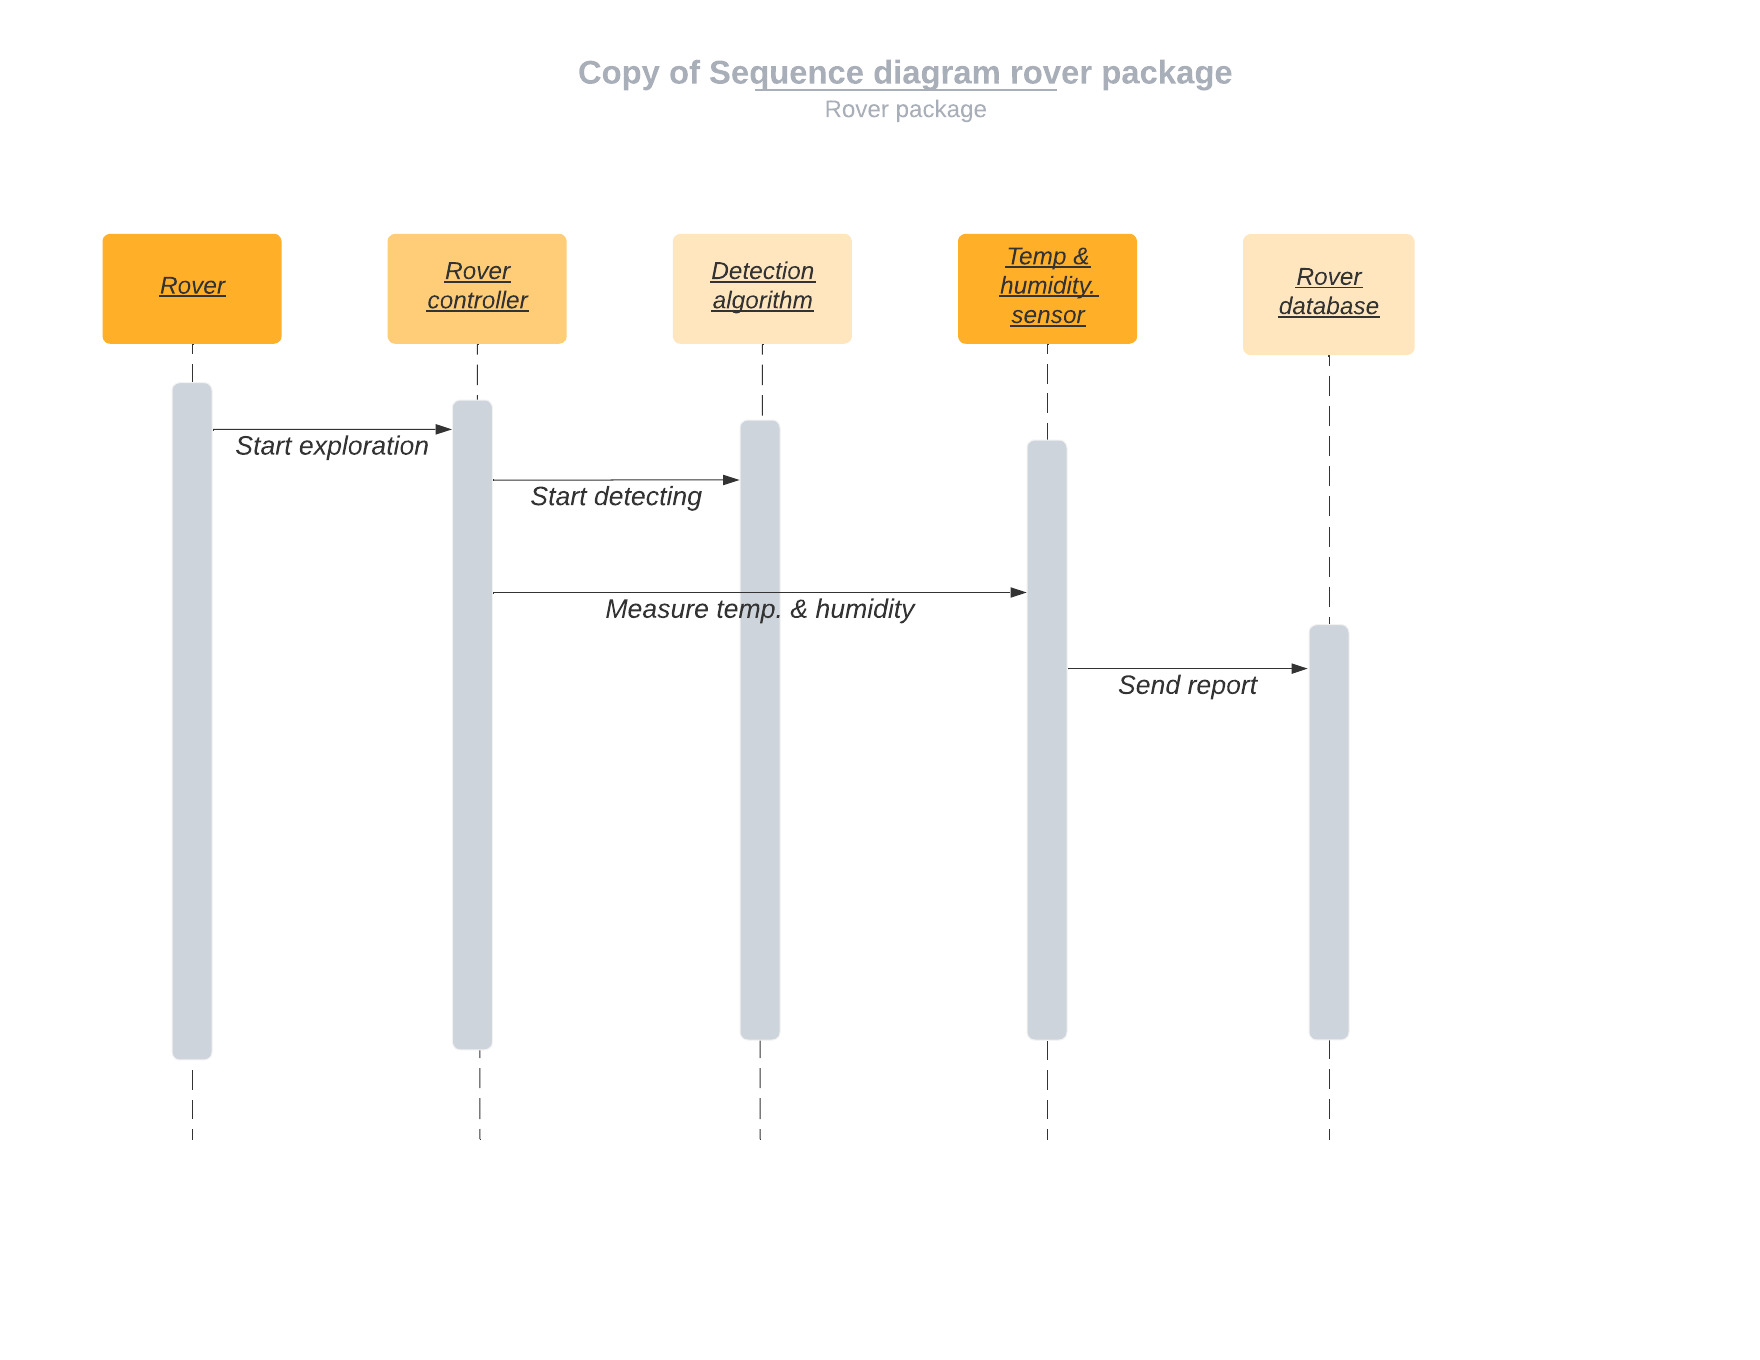 Copy of Sequence diagram rover package
Rover package
Rover
Rover
controller
Detection
algorithm
Temp &
humidity.
sensor
Rover
database
Start exploration
Start detecting
Measure temp. & humidity
Send report